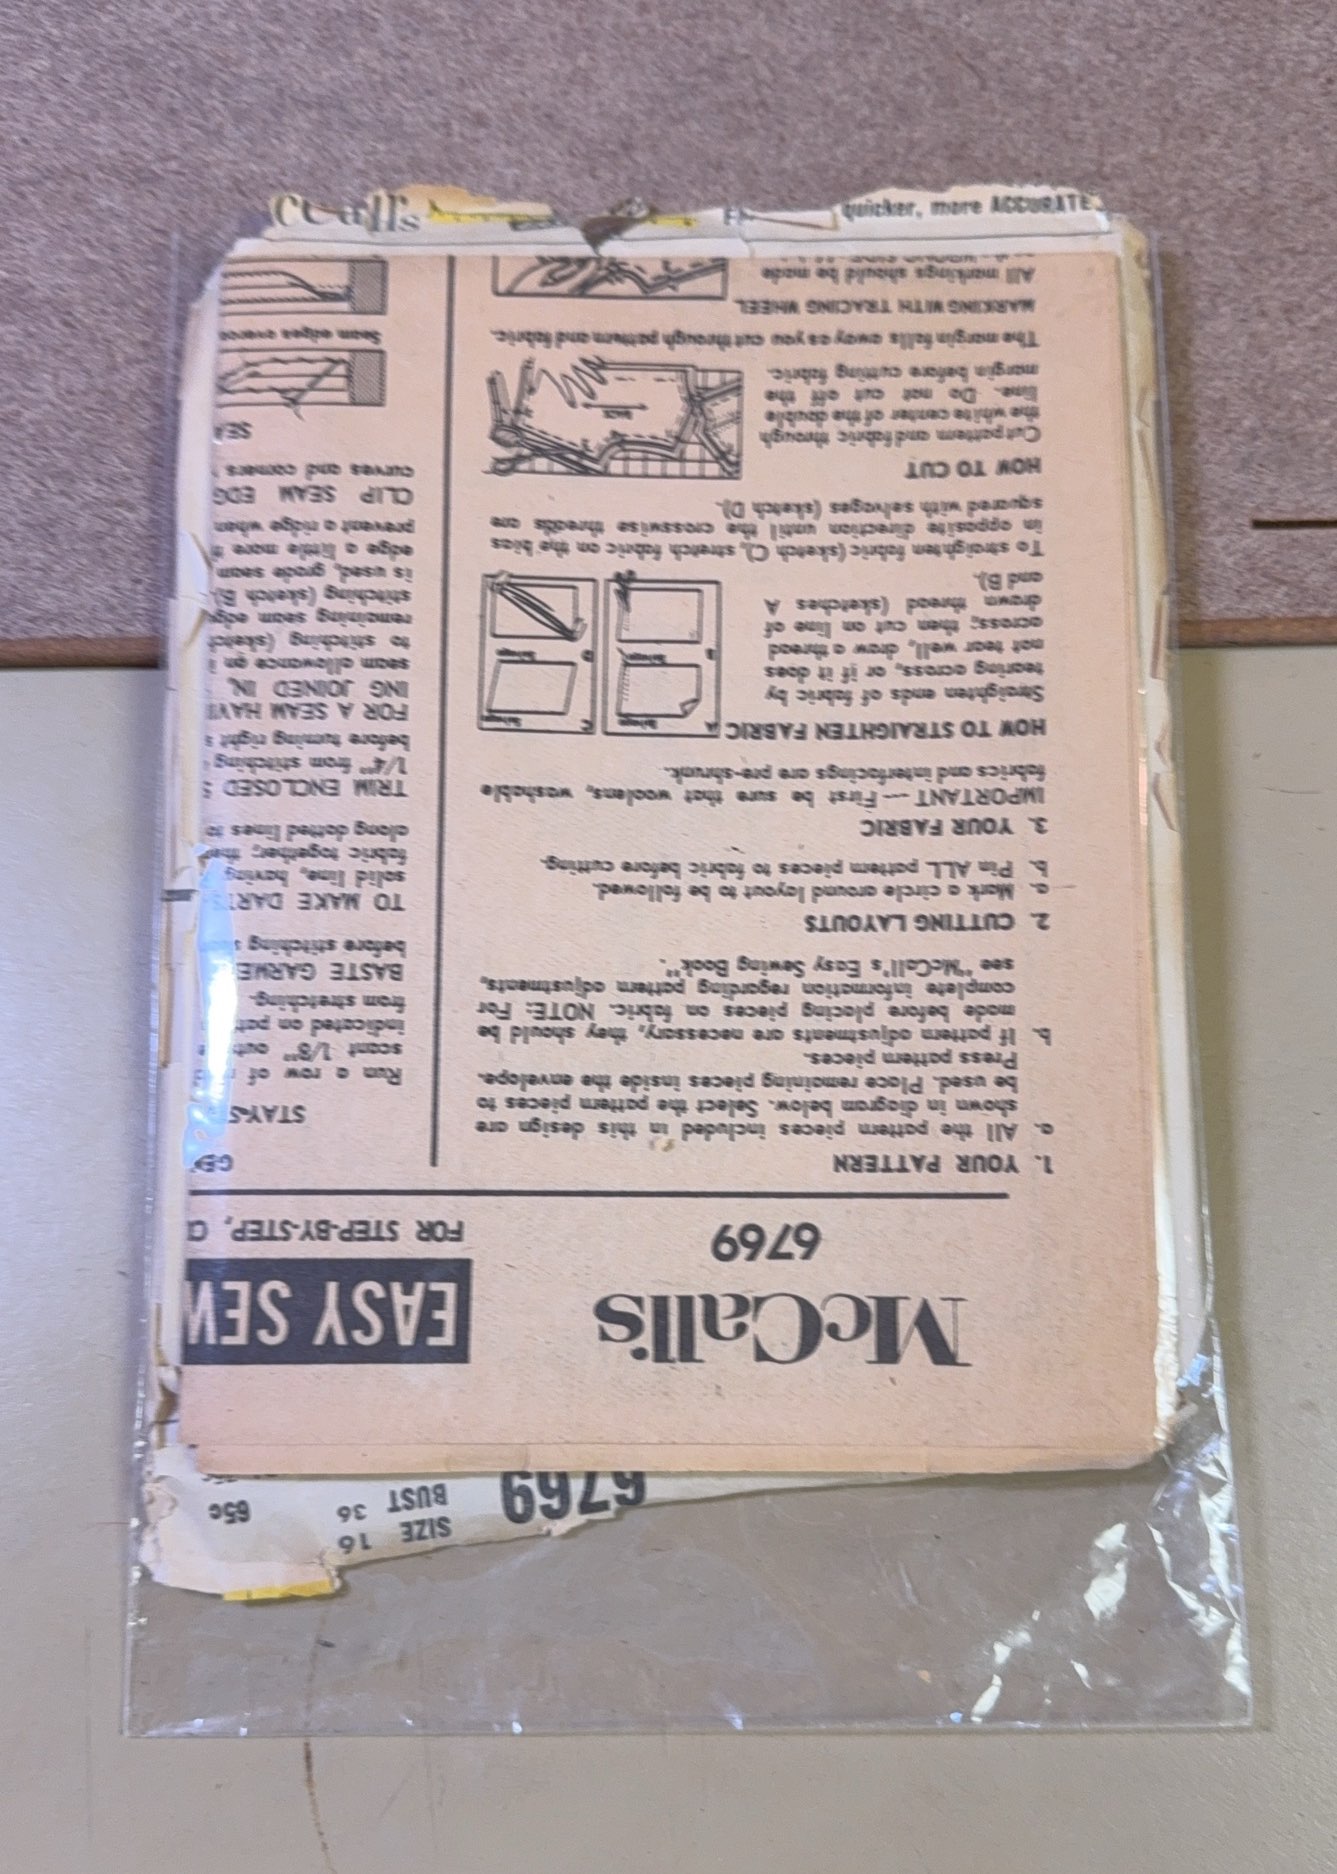 McCall's
6769
EASY SEW
FOR STEP-BY-STEP,
1. YOUR PATTERN
a. All the pattern pieces included in this design are
shown in diagram below. Select the pattern pieces to
be used. Place remaining pieces inside the envelope.
Press pattern pieces.
b. If pattern adjustments are necessary, they should be
made before placing pieces on fabric. NOTE: For
complete information regarding pattern adjustments,
see "McCall's Easy Sewing Book".
2. CUTTING LAYOUTS
a. Mark a circle around layout to be followed.
b. Pin ALL pattern pieces to fabric before cutting.
3. YOUR FABRIC
IMPORTANT — First be sure that woolens, washable
fabrics and interfacings are pre-shrunk.
HOW TO STRAIGHTEN FABRIC
Straighten ends of fabric by
tearing across, or if it does
not tear well, draw a thread
across; then cut on line of
drawn thread (sketches A
and B).
A
Selvage
B
Selvage
C
Selvage
D
Selvage
To straighten fabric (sketch C), stretch fabric on the bias
in opposite direction until the crosswise threads are
squared with selvages (sketch D).
HOW TO CUT
Cut pattern and fabric through
the white center of the double
line. Do not cut off the
margin before cutting fabric.
BACK
The margin falls away as you cut through pattern and fabric.
MARKING WITH TRACING WHEEL
All markings should be made
GEN
STAY-S
Run a row of
scant 1/8" outside
indicated on
from stretching.
BASTE GARME
before stitching
TO MAKE DARTS
solid line, having
fabric together;
along dotted lines
TRIM ENCLOSED S
1/4" from stitching
before turning right s
FOR A SEAM HAVI
ING JOINED IN,
seam allowance on
to stitching (sketch
remaining seam edge
stitching (sketch B).
is used, grade seam
edge a little more
prevent a ridge when
CLIP SEAM EDG
curves and corners
SEA
Seam edges
SIZE 16
BUST 36
6769
65c
cCall's
quicker, more ACCURATE